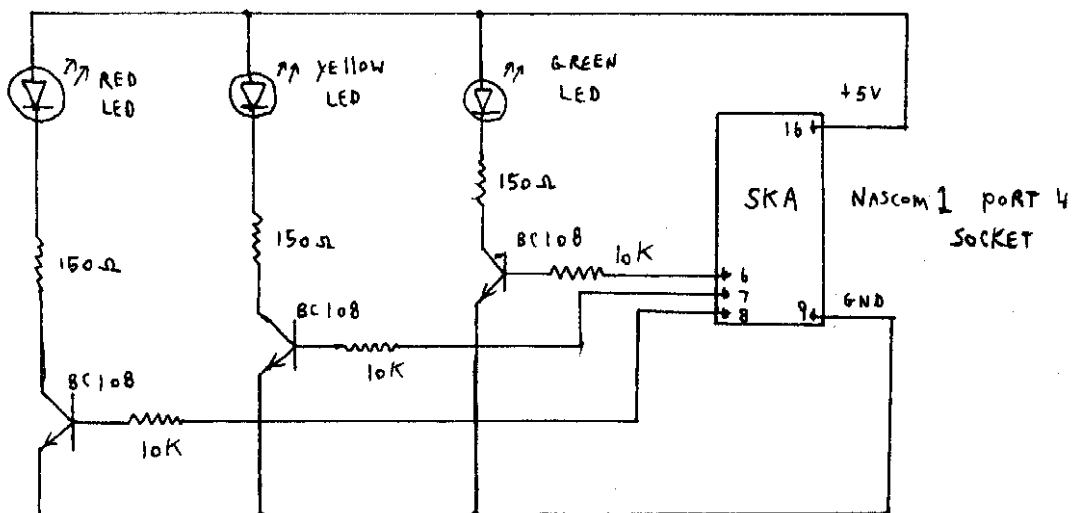 RED
LED
YEllow
LED
GREEN
LED
+5V
16
SKA
NASCOM 1 PORT 4
SOCKET
150Ω
150Ω
150Ω
BC108
10K
6
7
8
9
GND
BC108
10K
BC108
10K